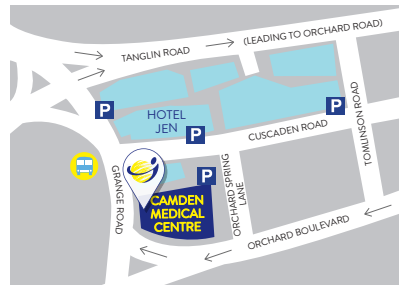 (LEADING TO ORCHARD ROAD)
TANGLIN ROAD
P
HOTEL
JEN
P
P
CUSCADEN ROAD
TOMLINSON ROAD
GRANGE ROAD
P
ORCHARD SPRING
LANE
CAMDEN
MEDICAL
CENTRE
ORCHARD BOULEVARD